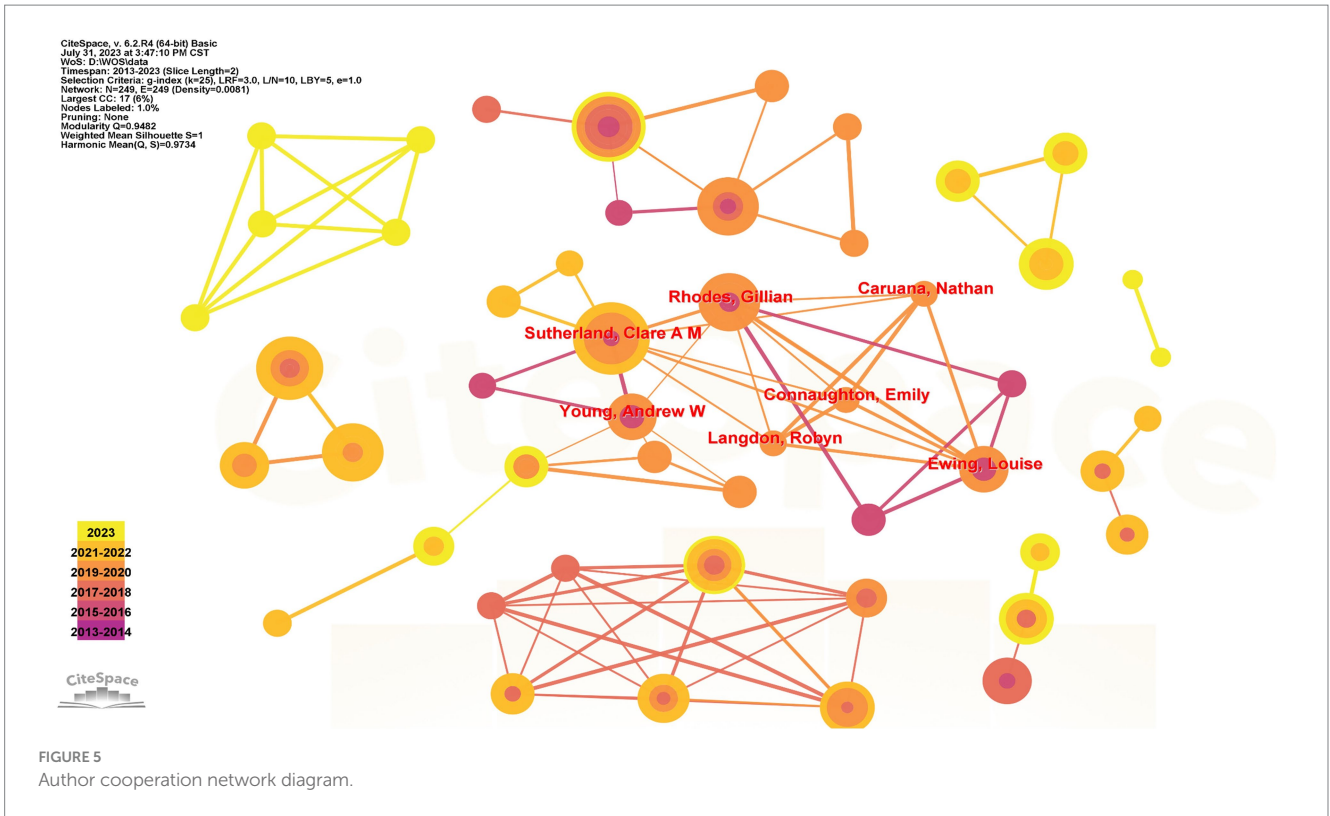 CiteSpace, v. 6.2.R4 (64-bit) Basic
July 31, 2023 at 3:47:10 PM CST
WoS: D:\WOS\data
Timespan: 2013-2023 (Slice Length=2)
Selection Criteria: g-index (k=25), LRF=3.0, L/N=10, LBY=5, e=1.0
Network: N=249, E=249 (Density=0.0081)
Largest CC: 17 (6%)
Nodes Labeled: 1.0%
Pruning: None
Modularity Q=0.9482
Weighted Mean Silhouette S=1
Harmonic Mean(Q, S)=0.9734
Rhodes, Gillian
Caruana, Nathan
Sutherland, Clare A M
Connaughton, Emily
Young, Andrew W
Langdon, Robyn
Ewing, Louise
CiteSpace
2023
2021-2022
2019-2020
2017-2018
2015-2016
2013-2014
CiteSpace
FIGURE 5
Author cooperation network diagram.